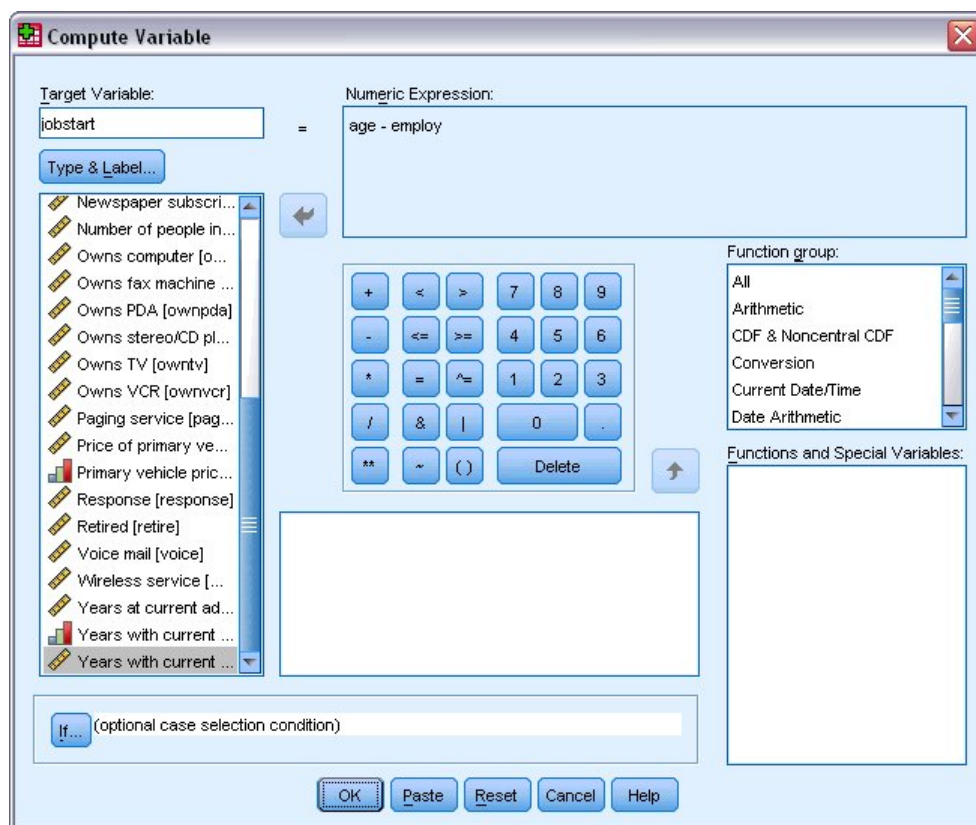 Compute Variable
Target Variable:
jobstart
=
Numeric Expression:
age - employ
Type & Label...
Newspaper subscri...
Number of people in...
Owns computer [o...
Owns fax machine ...
Owns PDA [ownpda]
Owns stereo/CD pl...
Owns TV [owntv]
Owns VCR [ownvcr]
Paging service [pag...
Price of primary ve...
Primary vehicle pric...
Response [response]
Retired [retire]
Voice mail [voice]
Wireless service [...
Years at current ad...
Years with current ...
Years with current ...
+ < > 7 8 9
- <= >= 4 5 6
* = ^= 1 2 3
/ & | 0 .
** ~ ( ) Delete
Function group:
All
Arithmetic
CDF & Noncentral CDF
Conversion
Current Date/Time
Date Arithmetic
Functions and Special Variables:
If... (optional case selection condition)
OK Paste Reset Cancel Help